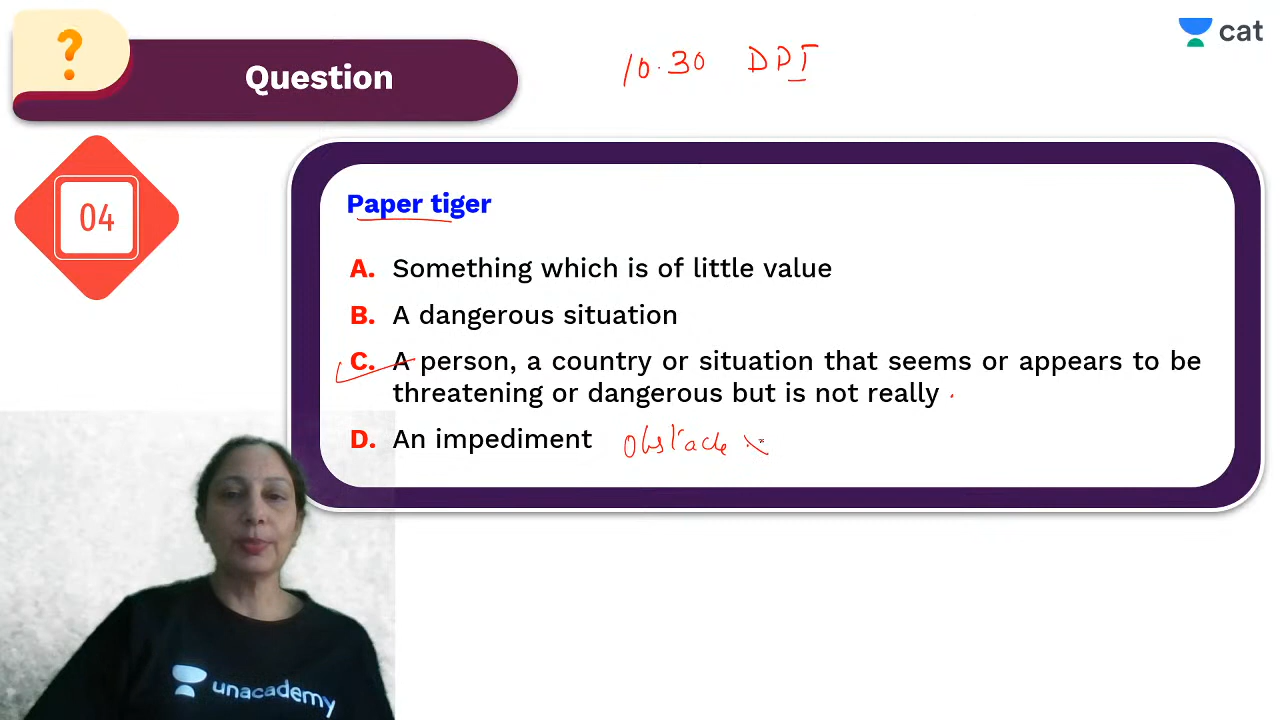 ?
Question
10.30 DPI
cat
04
Paper tiger
A. Something which is of little value
B. A dangerous situation
C. A person, a country or situation that seems or appears to be
threatening or dangerous but is not really
D. An impediment obstacle
unacademy